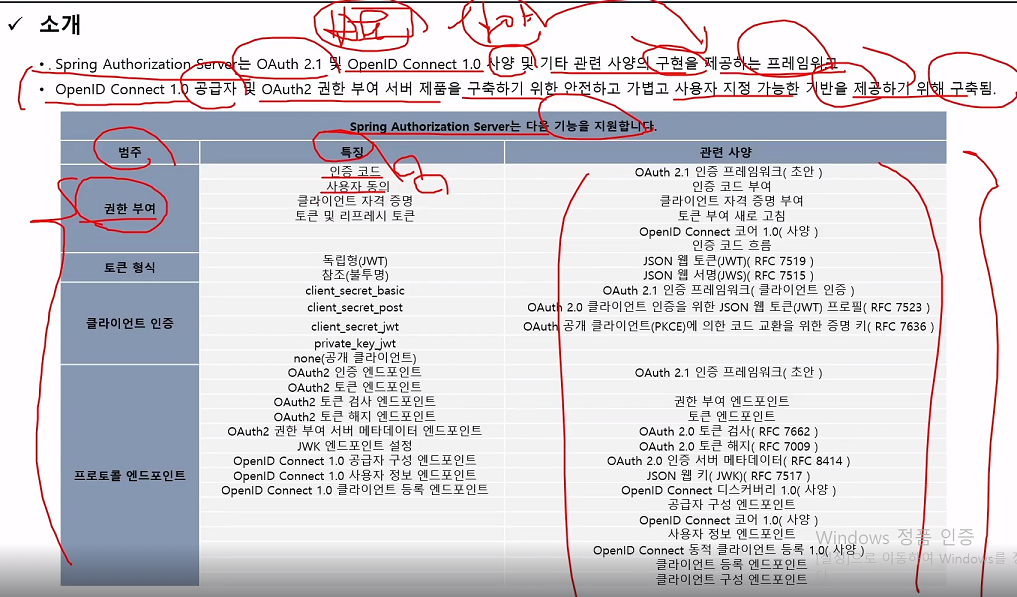 ✓ 소개
• . Spring Authorization Server는 OAuth 2.1 및 OpenID Connect 1.0 사양 및 기타 관련 사양의 구현을 제공하는 프레임워크
• OpenID Connect 1.0 공급자 및 OAuth2 권한 부여 서버 제품을 구축하기 위한 안전하고 가볍고 사용자 지정 가능한 기반을 제공하기 위해 구축됨.
Spring Authorization Server는 다음 기능을 지원합니다.
범주 특징 관련 사양
권한 부여
인증 코드
사용자 동의
클라이언트 자격 증명
토큰 및 리프레시 토큰
OAuth 2.1 인증 프레임워크( 초안 )
인증 코드 부여
클라이언트 자격 증명 부여
토큰 부여 새로 고침
OpenID Connect 코어 1.0( 사양 )
인증 코드 흐름
토큰 형식
독립형(JWT)
참조(불투명)
JSON 웹 토큰(JWT)( RFC 7519 )
JSON 웹 서명(JWS)( RFC 7515 )
클라이언트 인증
client_secret_basic
client_secret_post
client_secret_jwt
private_key_jwt
none(공개 클라이언트)
OAuth 2.1 인증 프레임워크( 클라이언트 인증 )
OAuth 2.0 클라이언트 인증을 위한 JSON 웹 토큰(JWT) 프로필( RFC 7523 )
OAuth 공개 클라이언트(PKCE)에 의한 코드 교환을 위한 증명 키( RFC 7636 )
프로토콜 엔드포인트
OAuth2 인증 엔드포인트
OAuth2 토큰 엔드포인트
OAuth2 토큰 검사 엔드포인트
OAuth2 토큰 해지 엔드포인트
OAuth2 권한 부여 서버 메타데이터 엔드포인트
JWK 엔드포인트 설정
OpenID Connect 1.0 공급자 구성 엔드포인트
OpenID Connect 1.0 사용자 정보 엔드포인트
OpenID Connect 1.0 클라이언트 등록 엔드포인트
OAuth 2.1 인증 프레임워크( 초안 )
권한 부여 엔드포인트
토큰 엔드포인트
OAuth 2.0 토큰 검사( RFC 7662 )
OAuth 2.0 토큰 해지( RFC 7009 )
OAuth 2.0 인증 서버 메타데이터( RFC 8414 )
JSON 웹 키( JWK)( RFC 7517 )
OpenID Connect 디스커버리 1.0( 사양 )
공급자 구성 엔드포인트
OpenID Connect 코어 1.0( 사양 )
사용자 정보 엔드포인트
OpenID Connect 동적 클라이언트 등록 1.0( 사양 )
클라이언트 등록 엔드포인트
클라이언트 구성 엔드포인트
Windows 정품 인증
[설정]으로 이동하여 Windows를 정